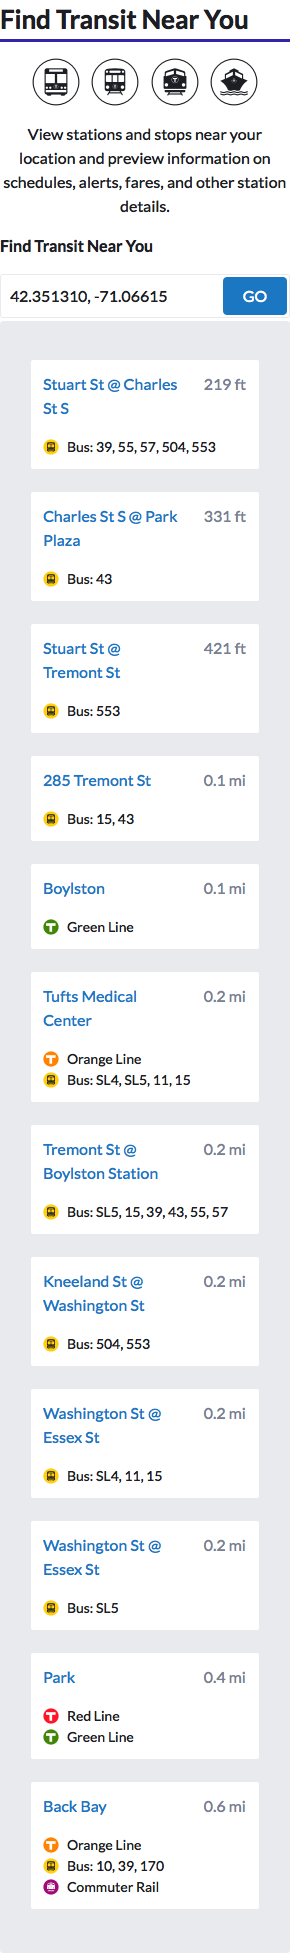 Find Transit Near You
View stations and stops near your
location and preview information on
schedules, alerts, fares, and other station
details.
Find Transit Near You
42.351310, -71.06615 GO
Stuart St @ Charles 219 ft
St S
Bus: 39, 55, 57, 504, 553
Charles St S @ Park 331 ft
Plaza
Bus: 43
Stuart St @ 421 ft
Tremont St
Bus: 553
285 Tremont St 0.1 mi
Bus: 15, 43
Boylston 0.1 mi
T Green Line
Tufts Medical 0.2 mi
Center
T Orange Line
Bus: SL4, SL5, 11, 15
Tremont St @ 0.2 mi
Boylston Station
Bus: SL5, 15, 39, 43, 55, 57
Kneeland St @ 0.2 mi
Washington St
Bus: 504, 553
Washington St @ 0.2 mi
Essex St
Bus: SL4, 11, 15
Washington St @ 0.2 mi
Essex St
Bus: SL5
Park 0.4 mi
T Red Line
T Green Line
Back Bay 0.6 mi
T Orange Line
Bus: 10, 39, 170
Commuter Rail